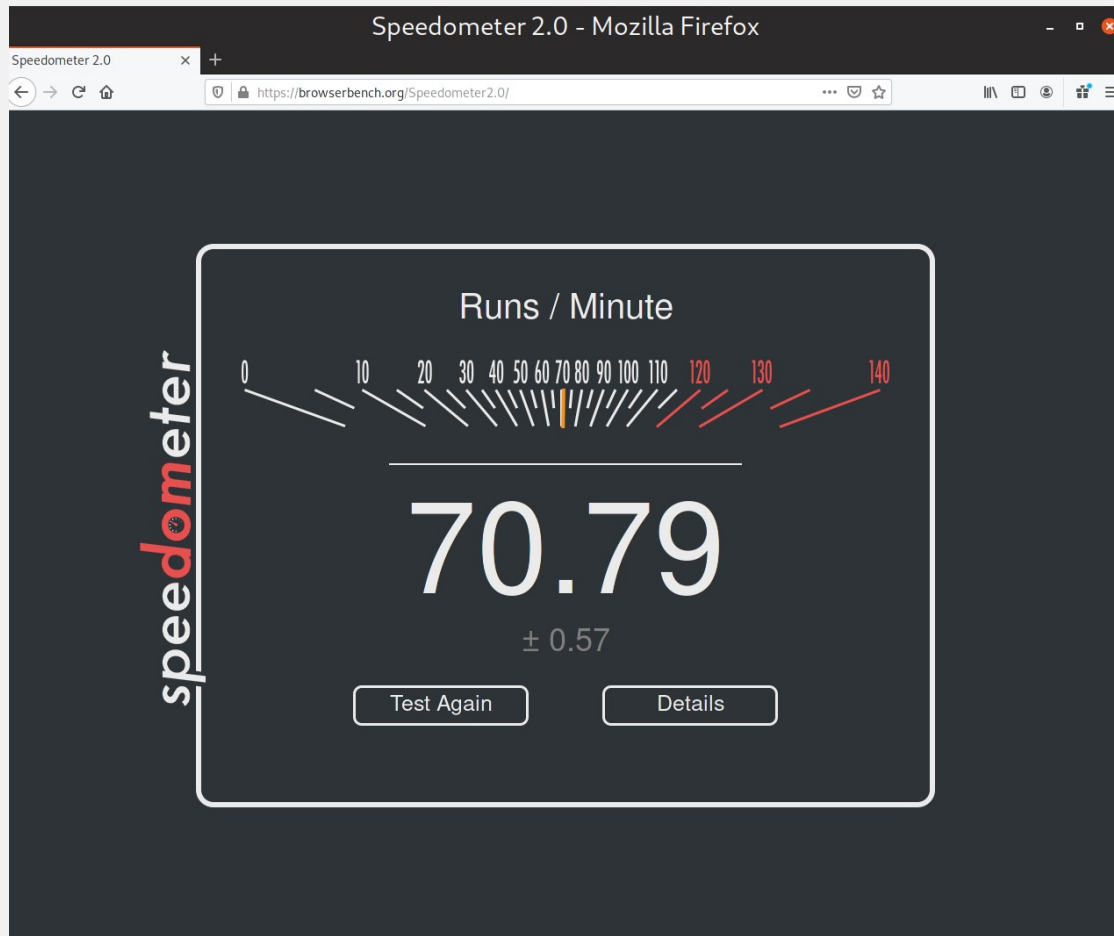 Speedometer 2.0 - Mozilla Firefox
Speedometer 2.0
https://browserbench.org/Speedometer2.0/
Runs / Minute
0 10 20 30 40 50 60 70 80 90 100 110 120 130 140
speedometer
70.79
± 0.57
Test Again Details